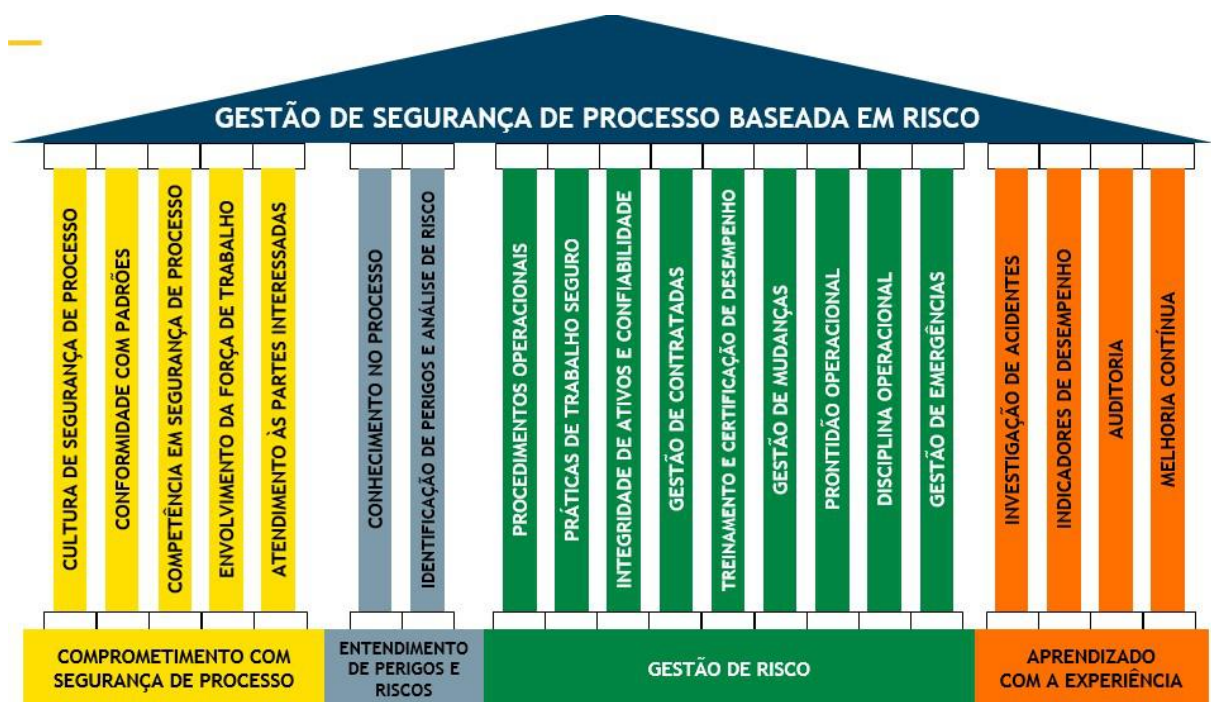 GESTÃO DE SEGURANÇA DE PROCESSO BASEADA EM RISCO
CULTURA DE SEGURANÇA DE PROCESSO
CONFORMIDADE COM PADRÕES
COMPETÊNCIA EM SEGURANÇA DE PROCESSO
ENVOLVIMENTO DA FORÇA DE TRABALHO
ATENDIMENTO ÀS PARTES INTERESSADAS
CONHECIMENTO NO PROCESSO
IDENTIFICAÇÃO DE PERIGOS E ANÁLISE DE RISCO
PROCEDIMENTOS OPERACIONAIS
PRÁTICAS DE TRABALHO SEGURO
INTEGRIDADE DE ATIVOS E CONFIABILIDADE
GESTÃO DE CONTRATADAS
TREINAMENTO E CERTIFICAÇÃO DE DESEMPENHO
GESTÃO DE MUDANÇAS
PRONTIDÃO OPERACIONAL
DISCIPLINA OPERACIONAL
GESTÃO DE EMERGÊNCIAS
INVESTIGAÇÃO DE ACIDENTES
INDICADORES DE DESEMPENHO
AUDITORIA
MELHORIA CONTÍNUA
COMPROMETIMENTO COM
SEGURANÇA DE PROCESSO
ENTENDIMENTO
DE PERIGOS E
RISCOS
GESTÃO DE RISCO
APRENDIZADO
COM A EXPERIÊNCIA